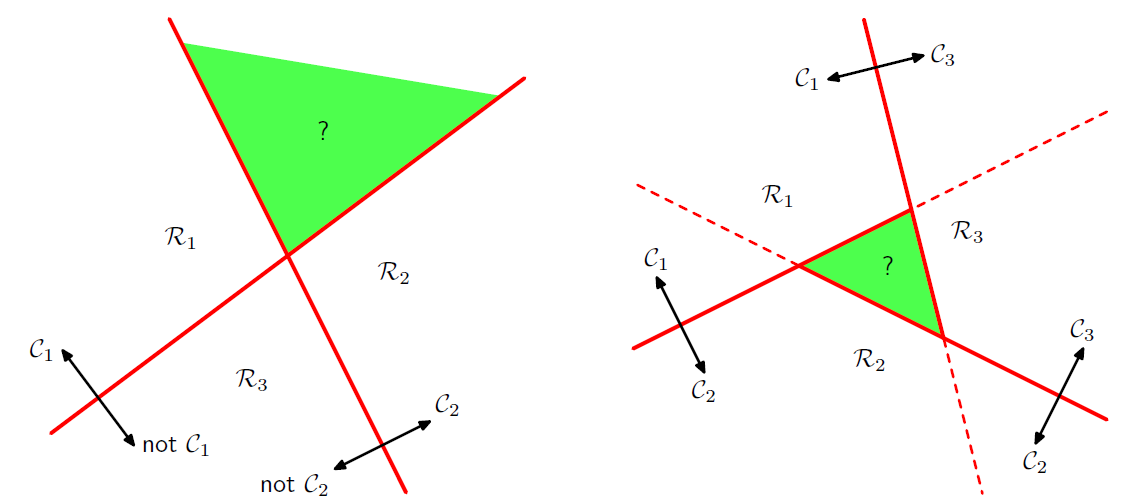 ?
ℛ₁
ℛ₂
𝒞₁
ℛ₃
not 𝒞₁
𝒞₂
not 𝒞₂
𝒞₁
𝒞₃
ℛ₁
ℛ₃
𝒞₁
?
ℛ₂
𝒞₃
𝒞₂
𝒞₂